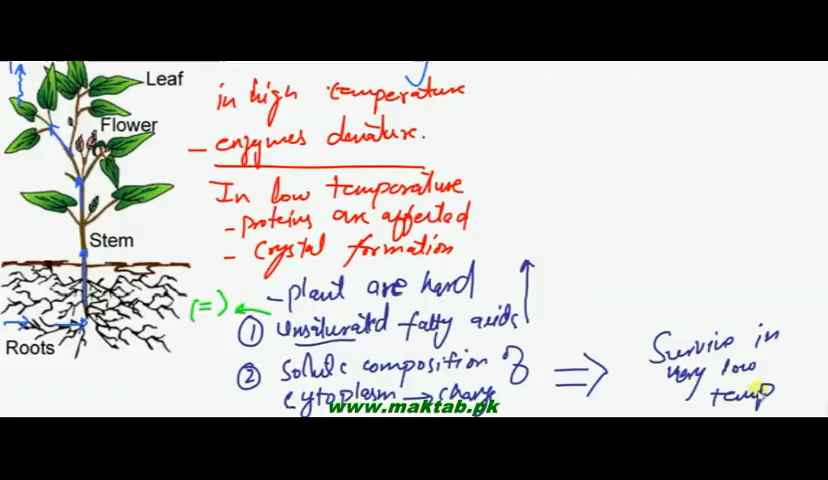 Leaf
Flower
Stem
Roots
in high temperature
- enzymes denature.
In low temperature
- proteins are affected
- crystal formation
- plant are hard
(=)
① Unsaturated fatty acids
② Solute composition of
cytoplasm → change
Survive in
very low
temp
www.maktab.pk